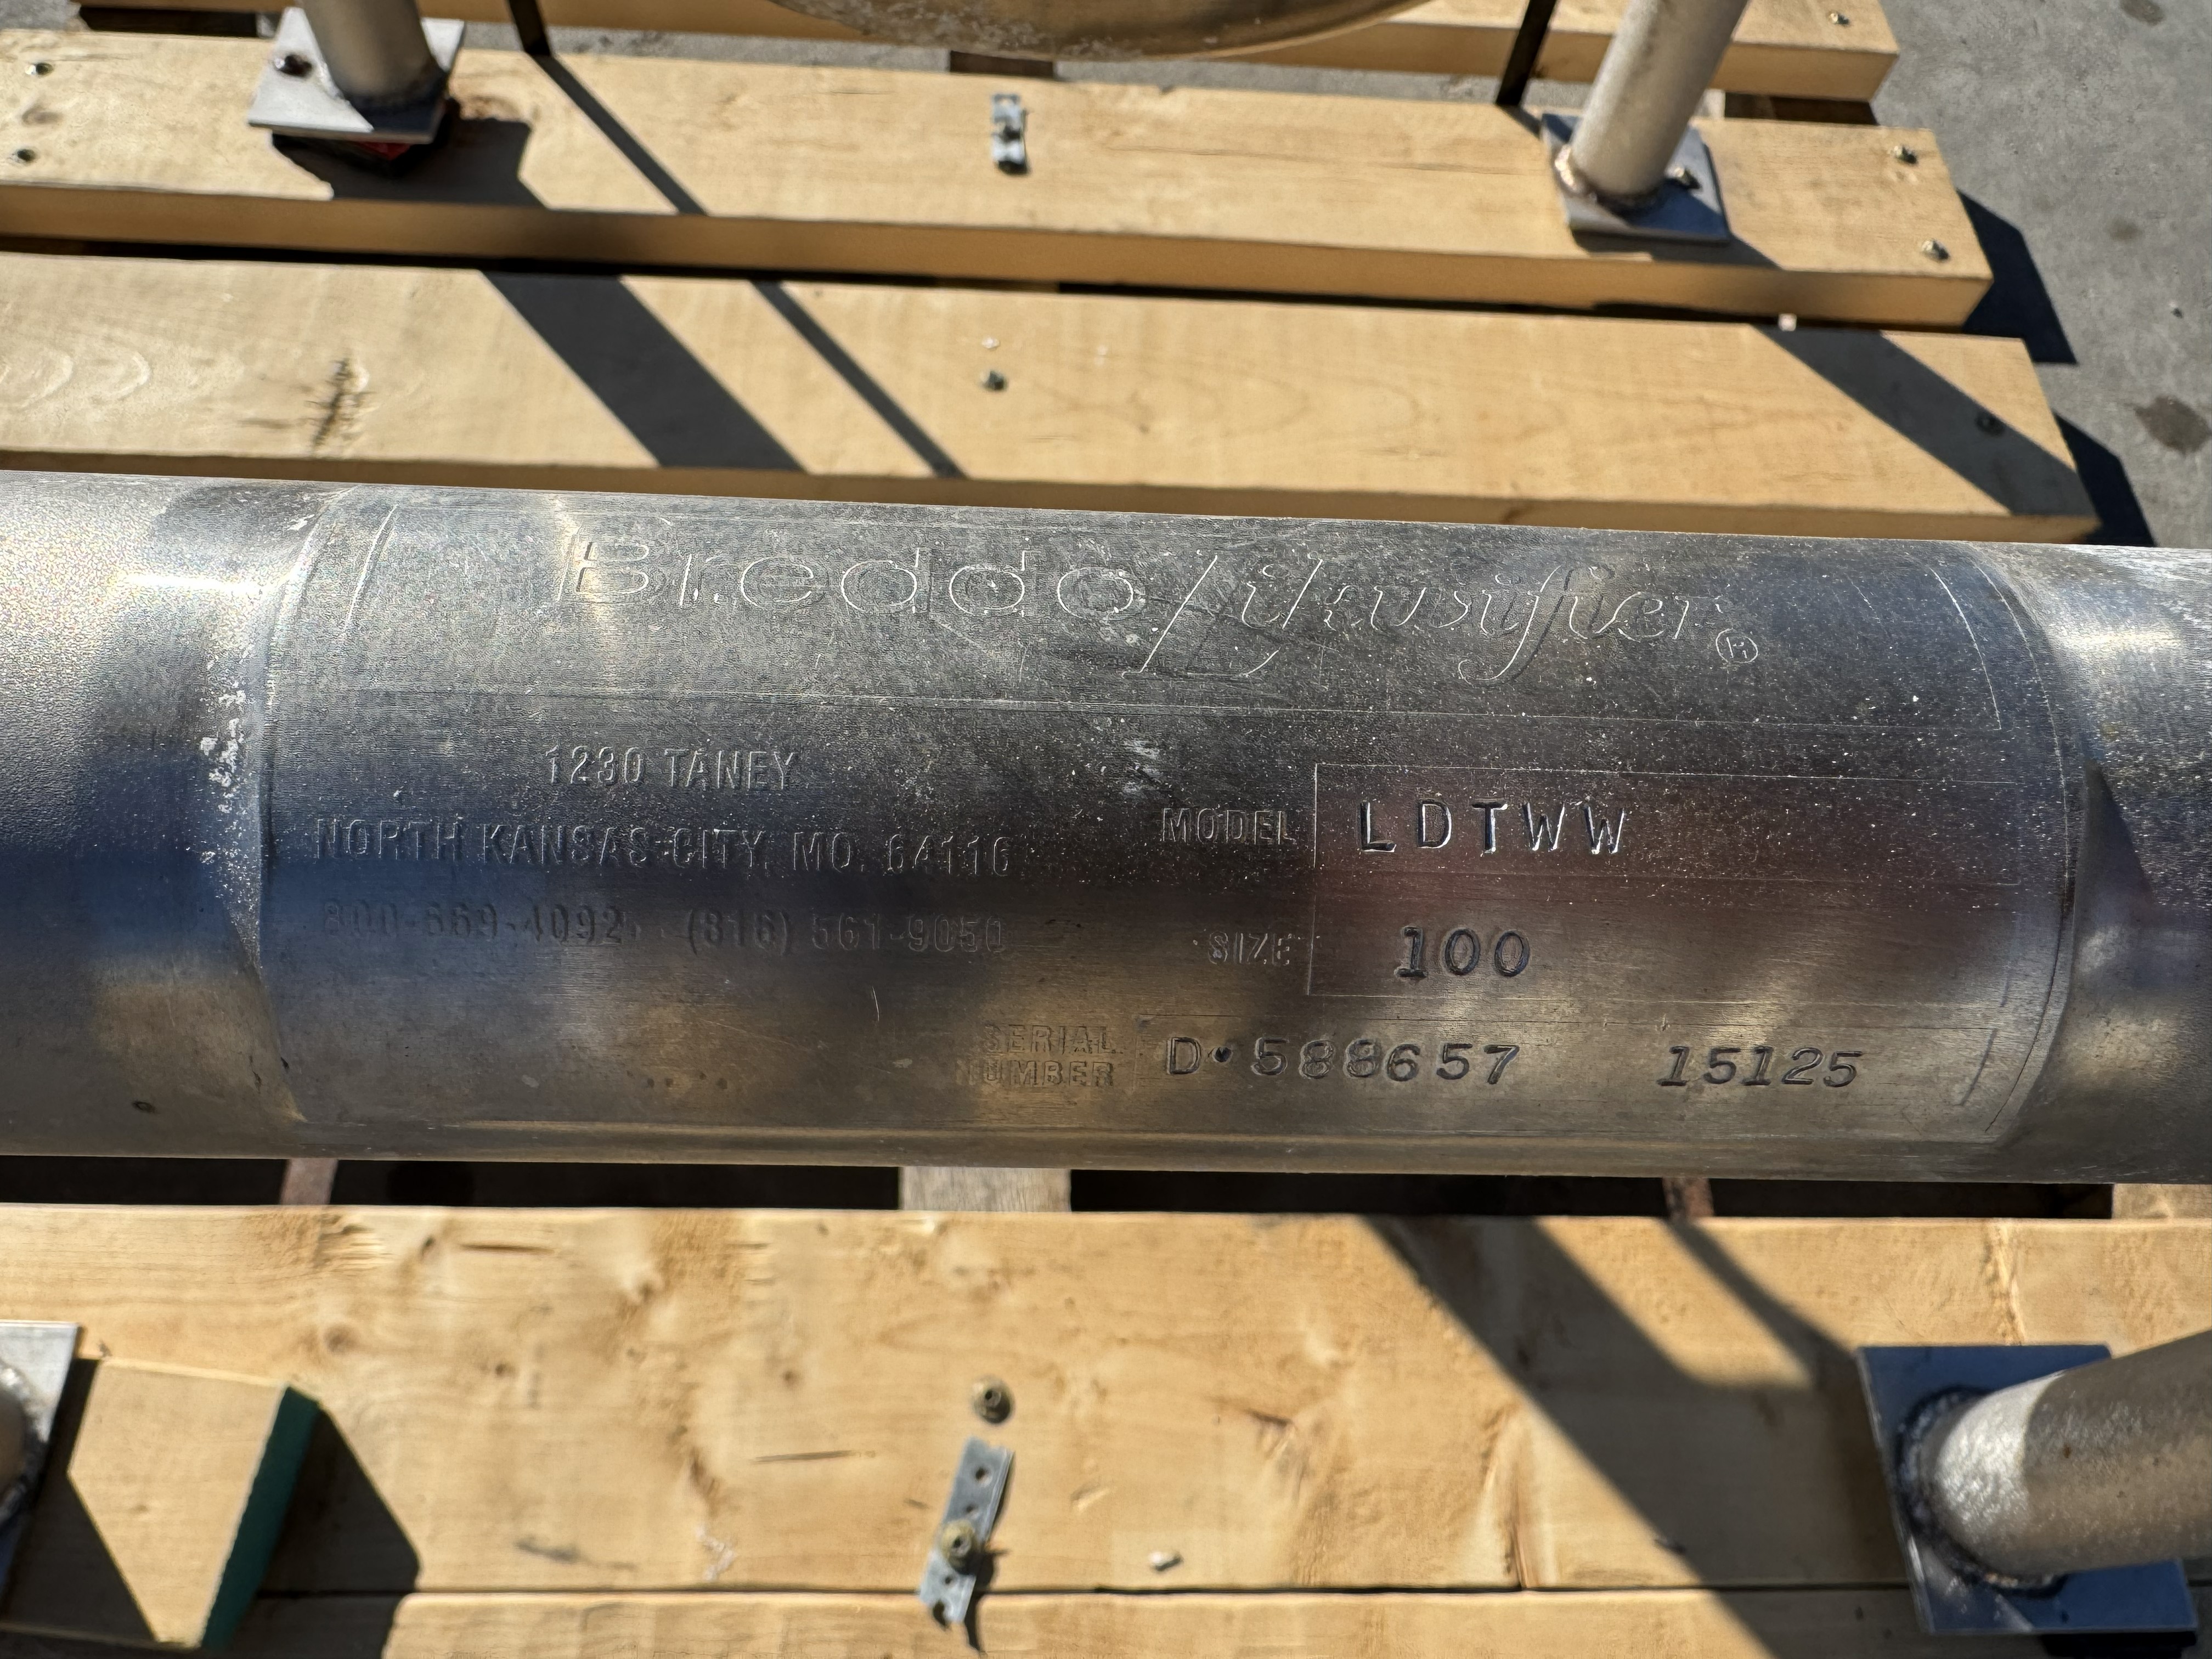 Breddo Likwifier ®
1230 TANEY
NORTH KANSAS CITY, MO. 64116
800-669-4092 (816) 561-9050
MODEL LDTWW
SIZE 100
SERIAL NUMBER D·588657 15125